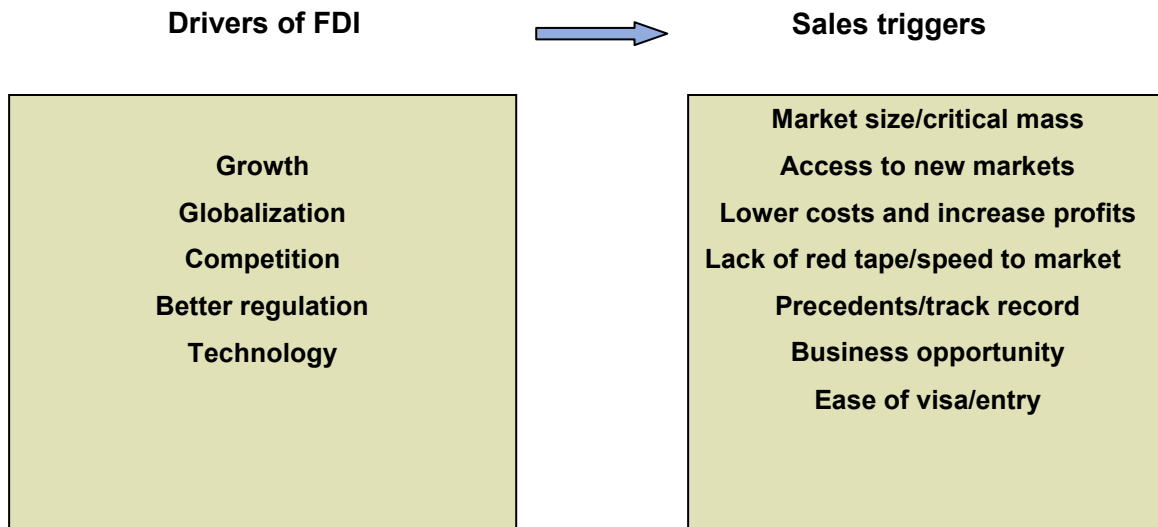 Drivers of FDI
Sales triggers
Growth
Globalization
Competition
Better regulation
Technology
Market size/critical mass
Access to new markets
Lower costs and increase profits
Lack of red tape/speed to market
Precedents/track record
Business opportunity
Ease of visa/entry